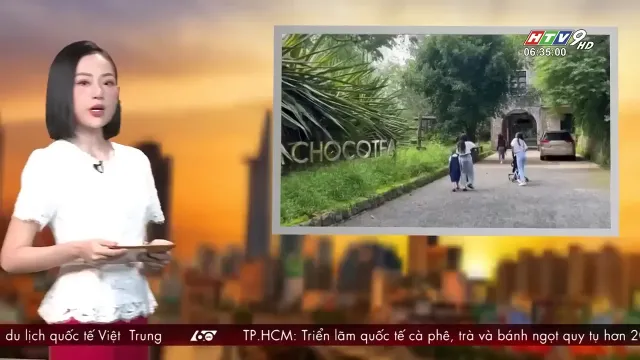 HTV9 HD
06:35:00
CHOCOTEA
du lịch quốc tế Việt Trung
60
TP.HCM: Triển lãm quốc tế cà phê, trà và bánh ngọt quy tụ hơn 2